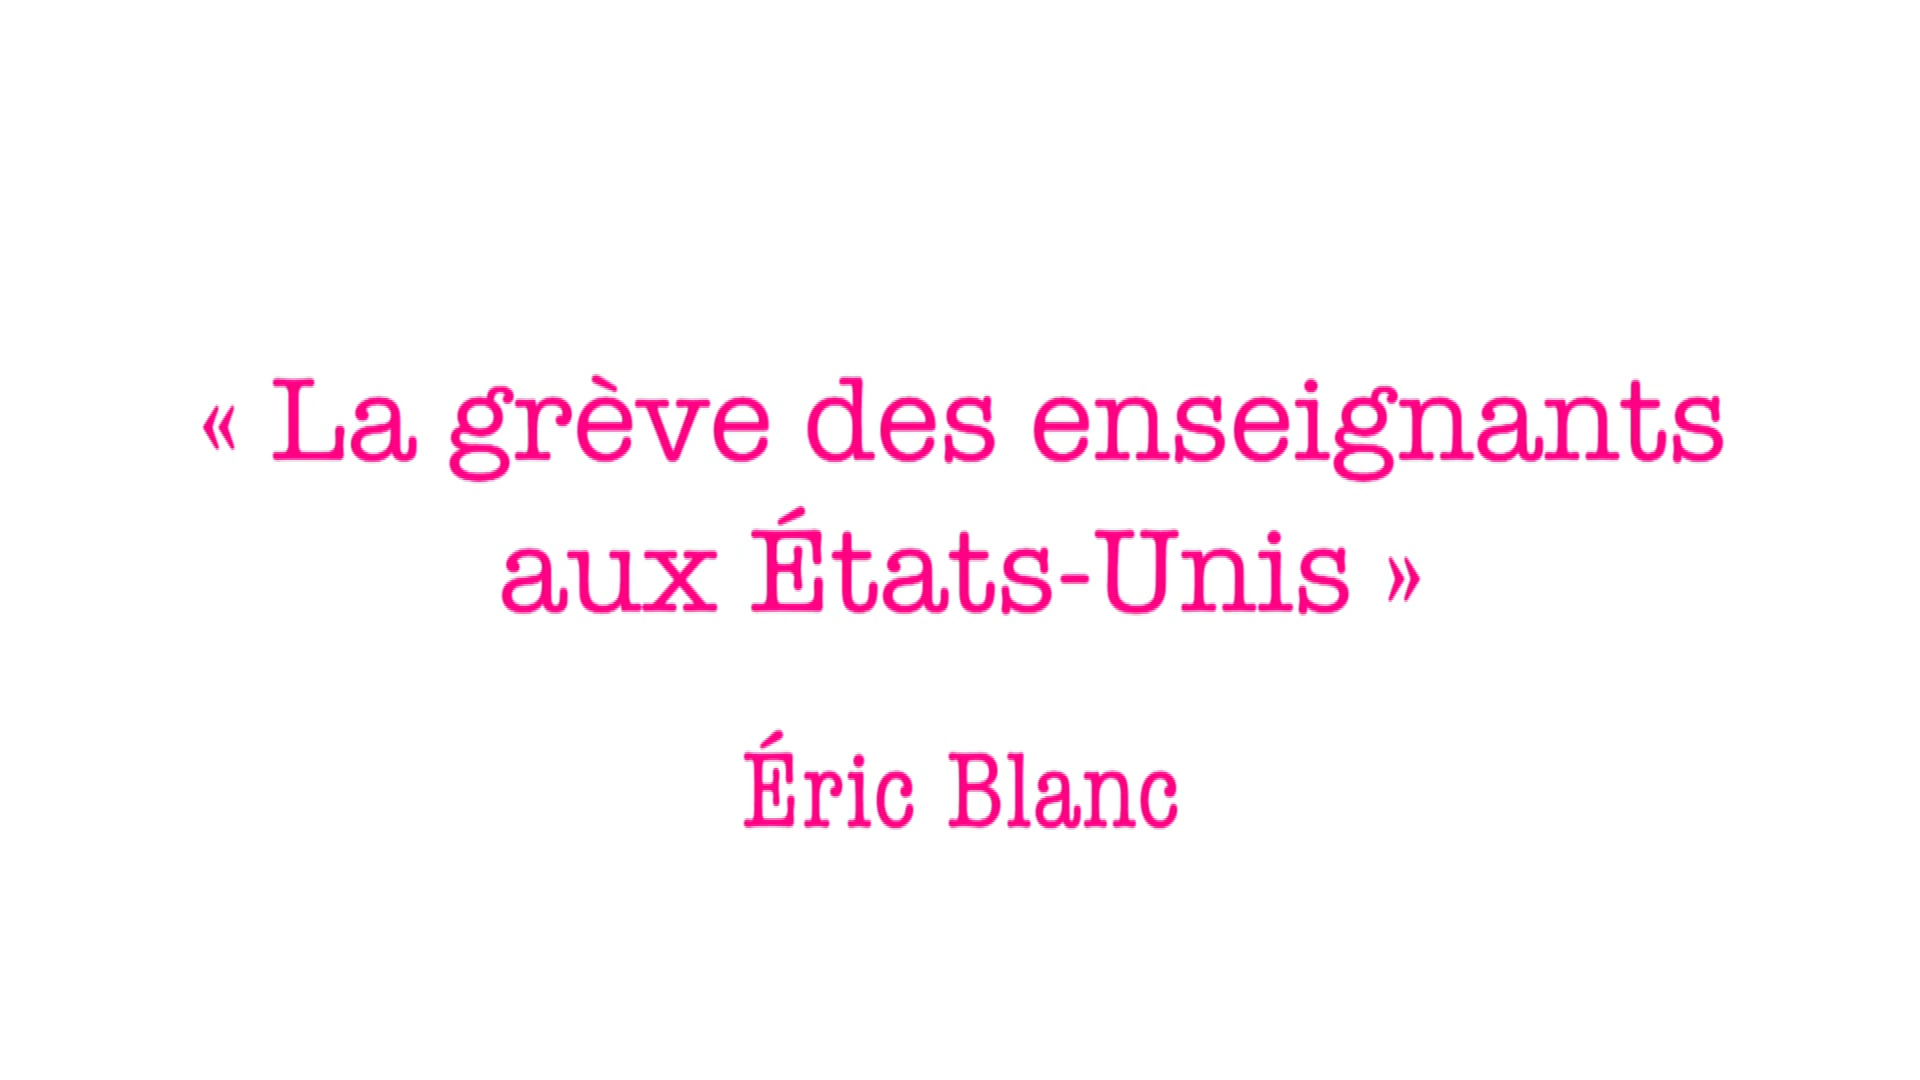 « La grève des enseignants
aux États-Unis »
Éric Blanc